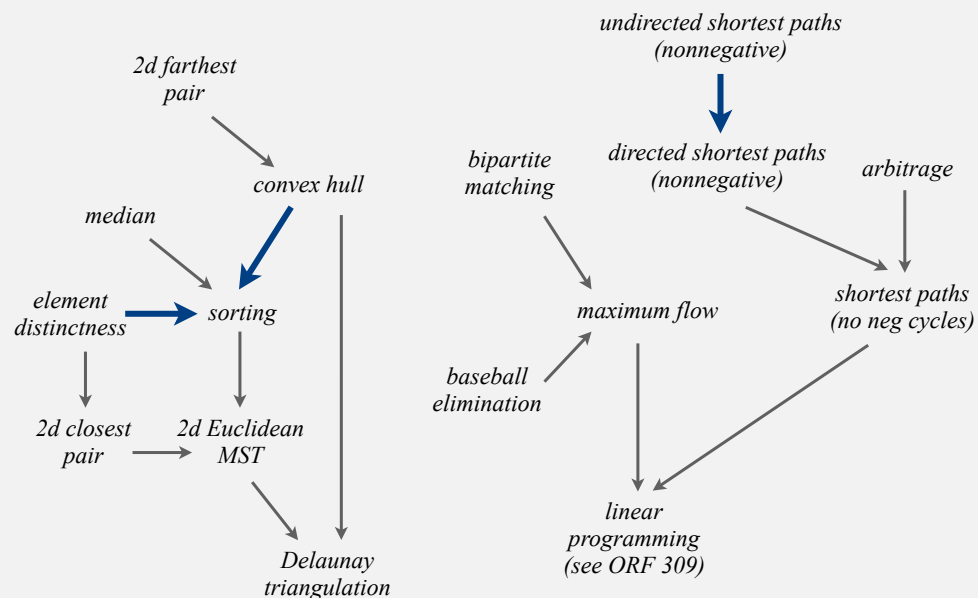 undirected shortest paths
(nonnegative)
2d farthest
pair
directed shortest paths
(nonnegative)
bipartite
matching
arbitrage
convex hull
median
element
distinctness
sorting
maximum flow
shortest paths
(no neg cycles)
baseball
elimination
2d closest
pair
2d Euclidean
MST
linear
programming
(see ORF 309)
Delaunay
triangulation